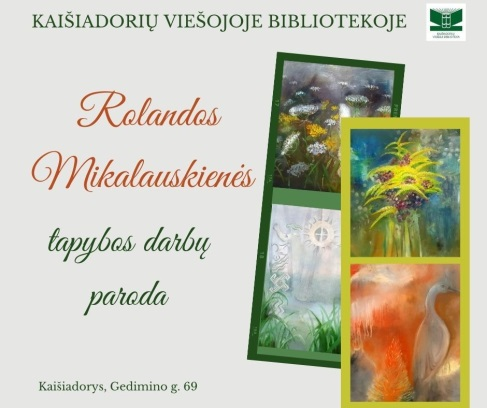 KAIŠIADORIŲ VIEŠOJOJE BIBLIOTEKOJE
Rolandos
Mikalauskienės
tapybos darbų
paroda
Kaišiadorys, Gedimino g. 69